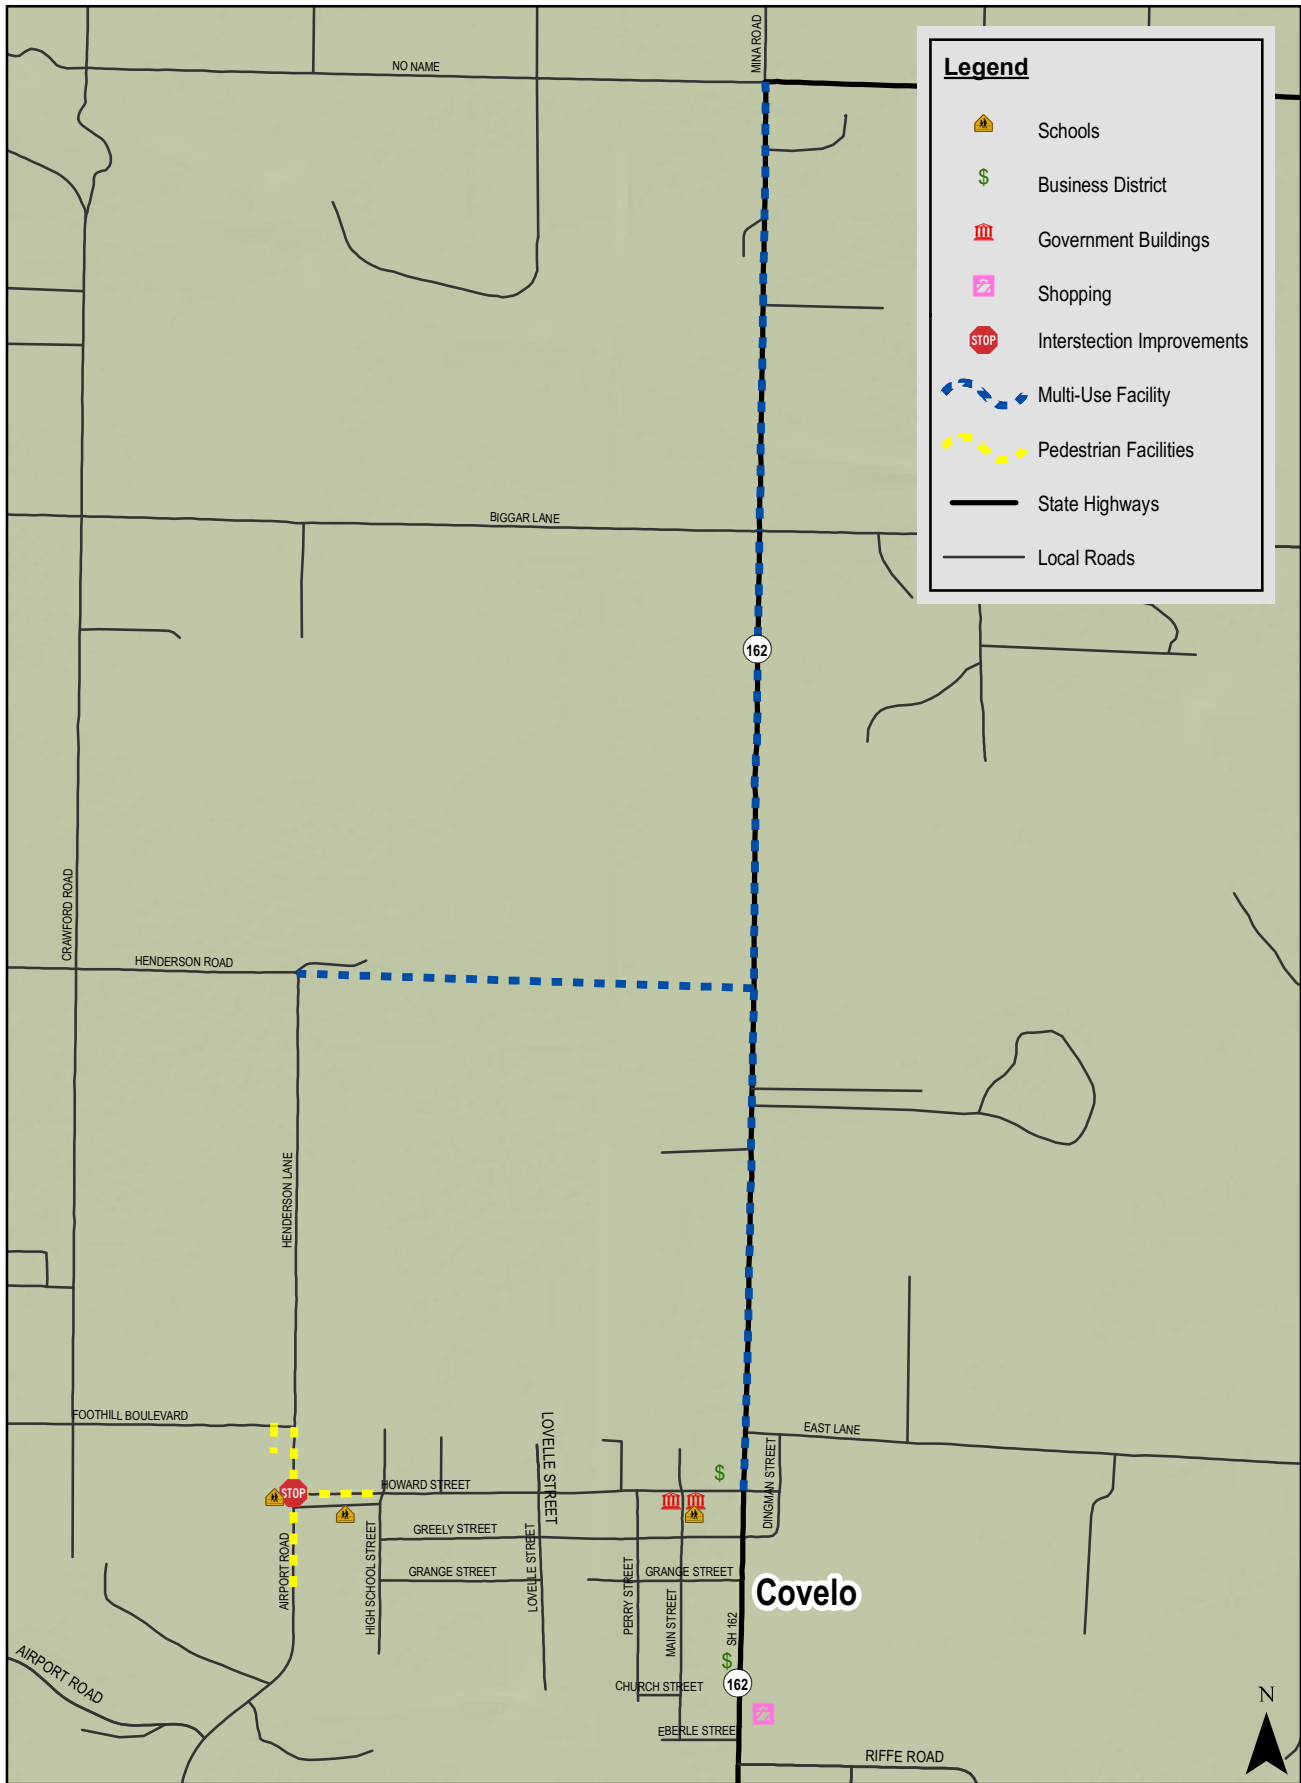 NO NAME
MINA ROAD
Legend
Schools
$
Business District
Government Buildings
Shopping
STOP
Interstection Improvements
Multi-Use Facility
Pedestrian Facilities
State Highways
Local Roads
BIGGAR LANE
162
CRAWFORD ROAD
HENDERSON ROAD
HENDERSON LANE
FOOTHILL BOULEVARD
LOVELLE STREET
EAST LANE
DINGMAN STREET
$
HOWARD STREET
STOP
GREELY STREET
AIRPORT ROAD
HIGH SCHOOL STREET
GRANGE STREET
LOVELLE STREET
PERRY STREET
GRANGE STREET
MAIN STREET
Covelo
SH 162
$
162
CHURCH STREET
AIRPORT ROAD
EBERLE STREET
RIFFE ROAD
N